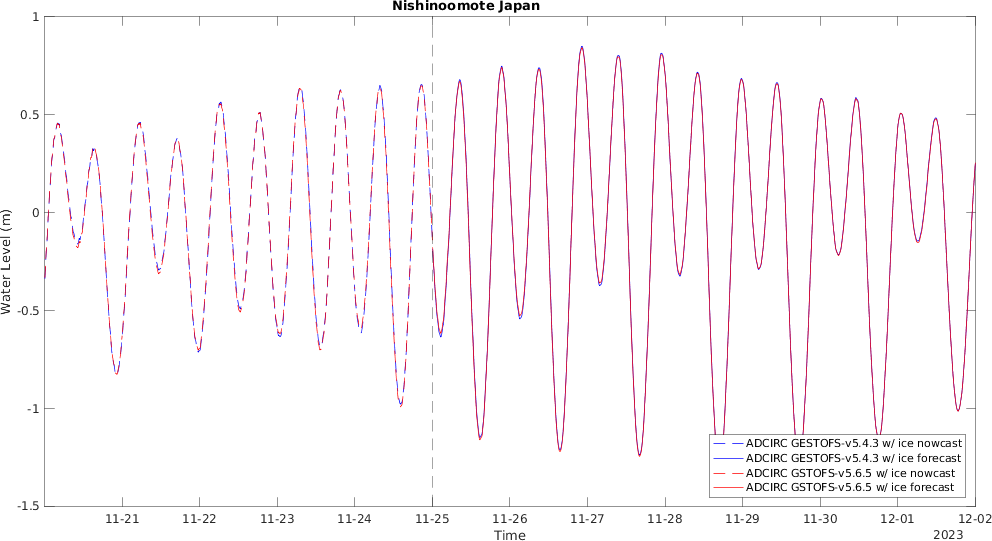 Nishinoomote Japan
1
0.5
0
-0.5
-1
-1.5
Water Level (m)
ADCIRC GESTOFS-v5.4.3 w/ ice nowcast
ADCIRC GESTOFS-v5.4.3 w/ ice forecast
ADCIRC GSTOFS-v5.6.5 w/ ice nowcast
ADCIRC GSTOFS-v5.6.5 w/ ice forecast
11-21 11-22 11-23 11-24 11-25 11-26 11-27 11-28 11-29 11-30 12-01 12-02
Time
2023